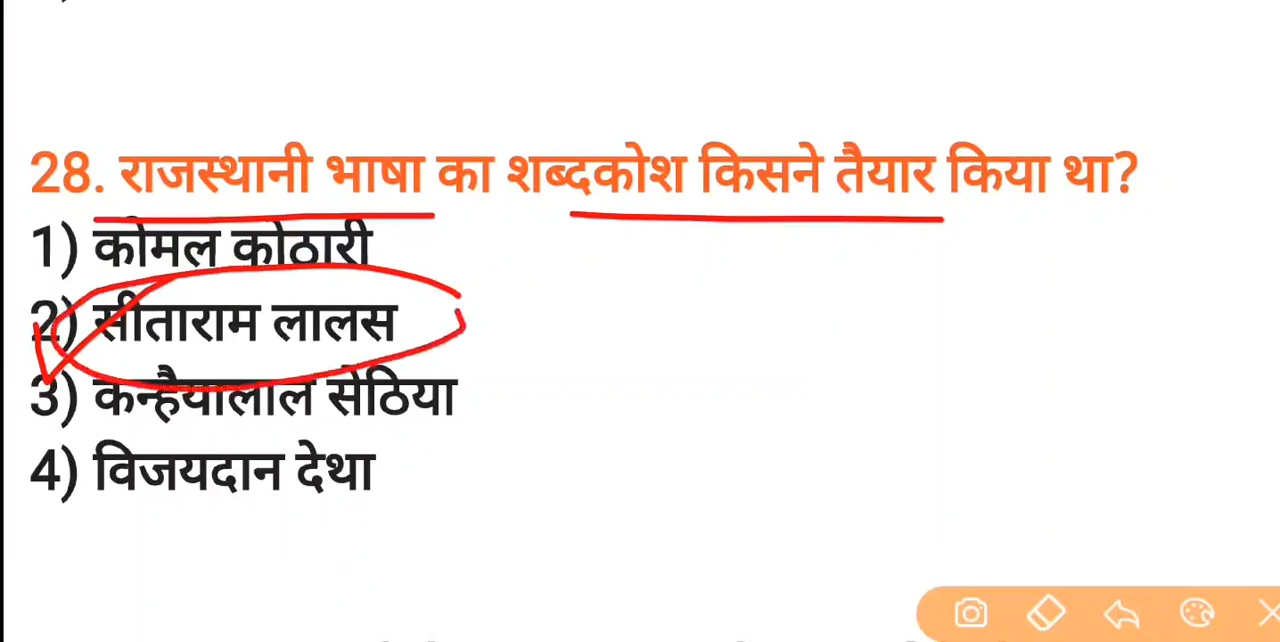 28. राजस्थानी भाषा का शब्दकोश किसने तैयार किया था?
1) कोमल कोठारी
2) सीताराम लालस
3) कन्हैयालाल सेठिया
4) विजयदान देथा